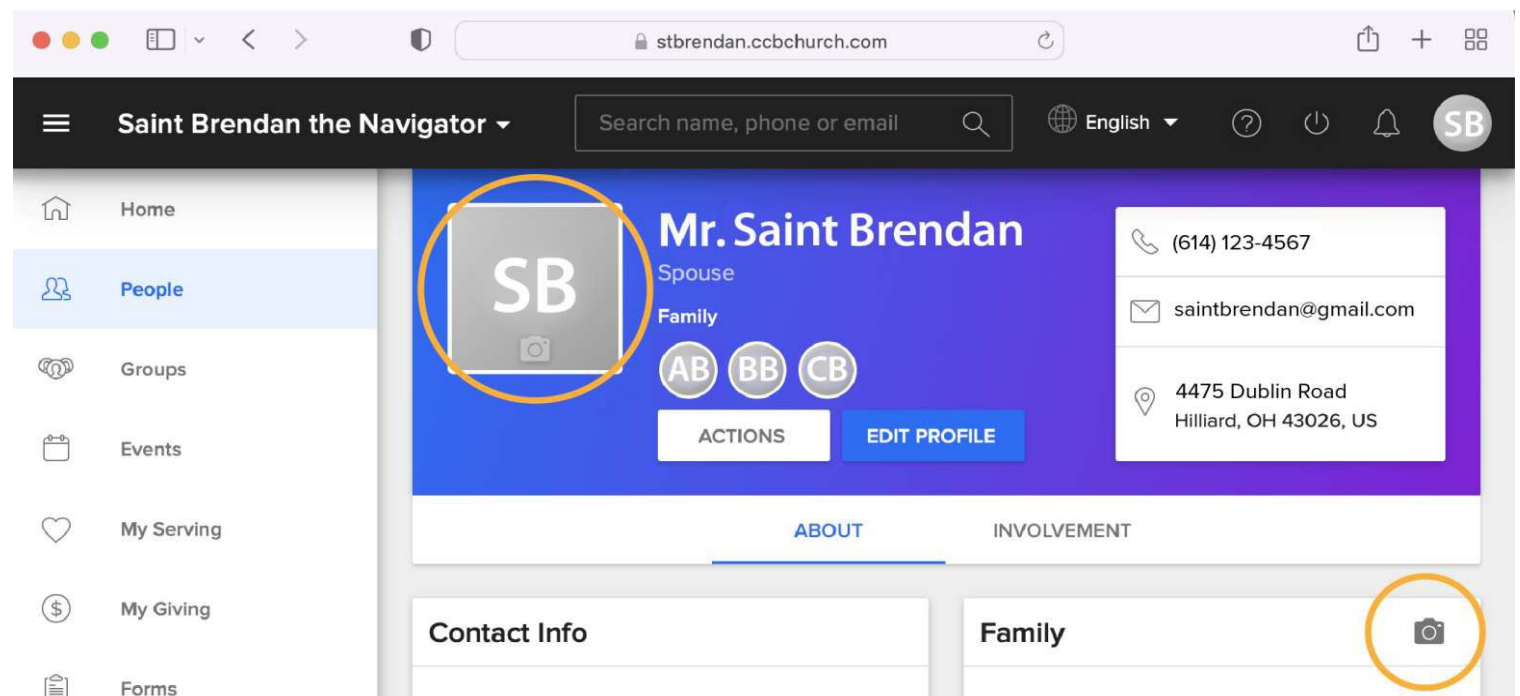 stbrendan.ccbchurch.com
Saint Brendan the Navigator
Search name, phone or email
English
?
SB
Home
People
Groups
Events
My Serving
$
My Giving
Forms
SB
Mr. Saint Brendan
Spouse
Family
AB BB CB
ACTIONS
EDIT PROFILE
(614) 123-4567
saintbrendan@gmail.com
4475 Dublin Road
Hilliard, OH 43026, US
ABOUT
INVOLVEMENT
Contact Info
Family